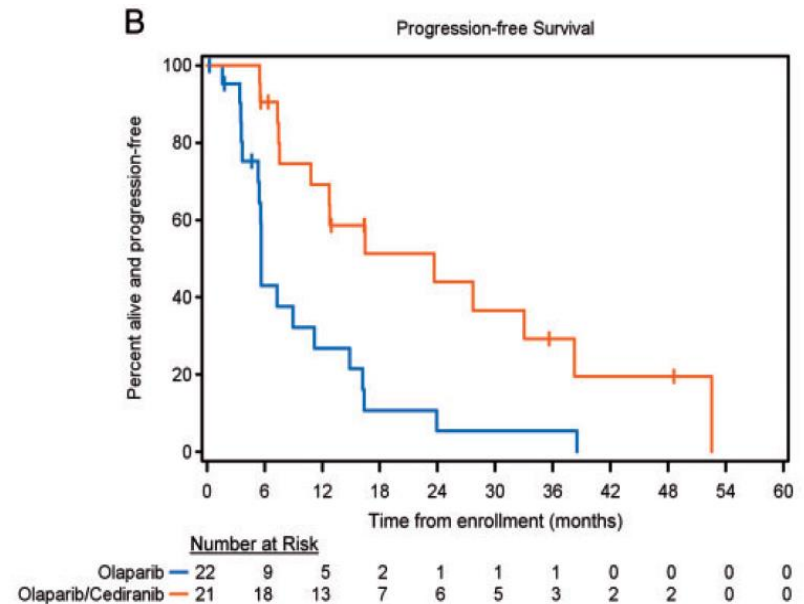 B
Progression-free Survival
Percent alive and progression-free
100
80
60
40
20
0
0 6 12 18 24 30 36 42 48 54 60
Time from enrollment (months)
Number at Risk
Olaparib 22 9 5 2 1 1 1 0 0 0 0
Olaparib/Cediranib 21 18 13 7 6 5 3 2 2 0 0